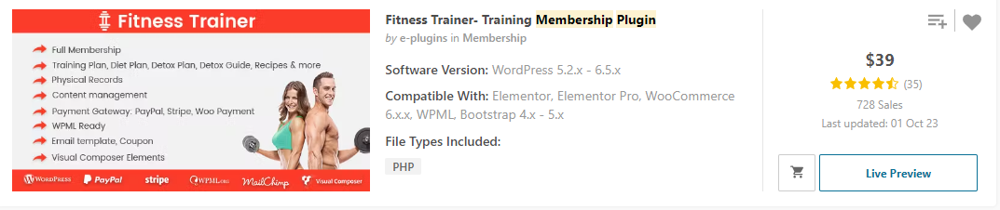 Fitness Trainer
Full Membership
Training Plan, Diet Plan, Detox Plan, Detox Guide, Recipes & more
Physical Records
Content management
Payment Gateway: PayPal, Stripe, Woo Payment
WPML Ready
Email template, Coupon
Visual Composer Elements
WORDPRESS PayPal stripe WPML.ORG MailChimp Visual Composer
Fitness Trainer- Training Membership Plugin
by e-plugins in Membership
Software Version: WordPress 5.2.x - 6.5.x
Compatible With: Elementor, Elementor Pro, WooCommerce
6.x.x, WPML, Bootstrap 4.x - 5.x
File Types Included:
PHP
$39
(35)
728 Sales
Last updated: 01 Oct 23
Live Preview